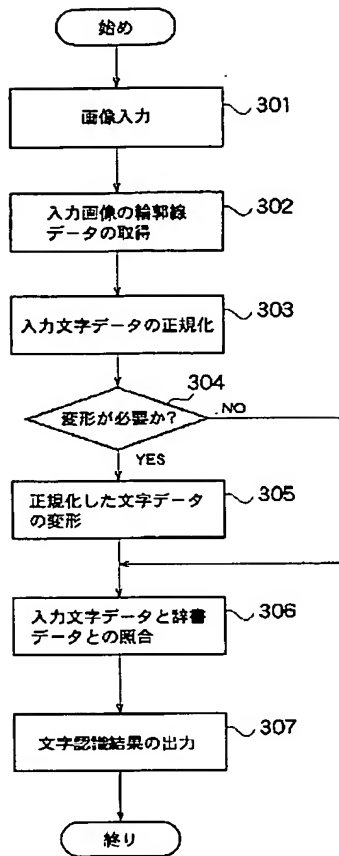 始め
画像入力
301
入力画像の輪郭線
データの取得
302
入力文字データの正規化
303
304
変形が必要か?
NO
YES
正規化した文字データ
の変形
305
入力文字データと辞書
データとの照合
306
文字認識結果の出力
307
終り